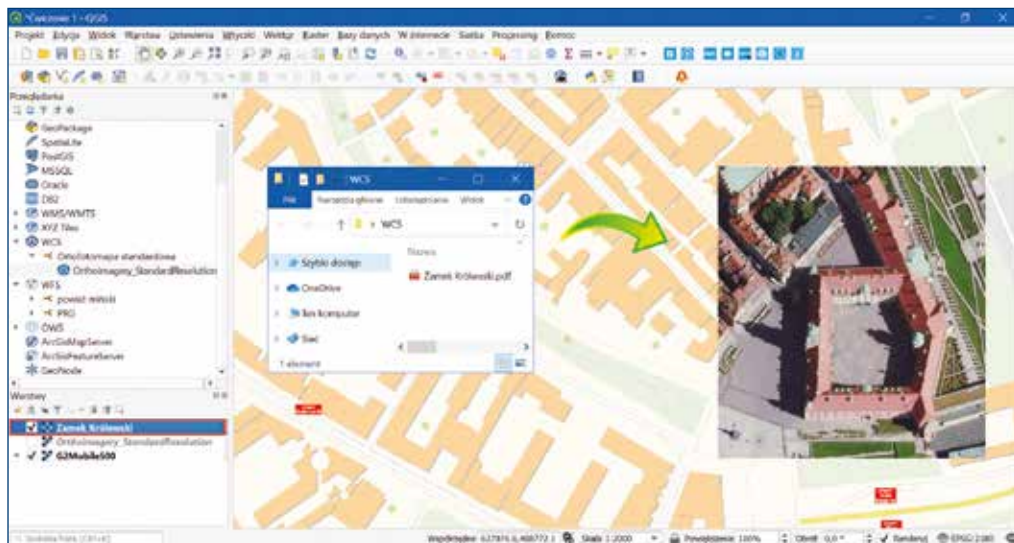 *Ćwiczenie 1 - QGIS
Projekt Edycja Widok Warstwa Ustawienia Wtyczki Wektor Raster Bazy danych W internecie Siatka Processing Pomoc
Przeglądarka
GeoPackage
SpatiaLite
PostGIS
MSSQL
Oracle
DB2
WMS/WMTS
XYZ Tiles
WCS
Ortofotomapa standardowa
OrthoImagery_StandardResolution
WFS
powiat miński
PRG
OWS
ArcGisMapServer
ArcGisFeatureServer
GeoNode
WCS
Plik Narzędzia główne Udostępnianie Widok
WCS
Nazwa
Szybki dostęp
Zamek Królewski.pdf
OneDrive
Ten komputer
Sieć
1 element
Warstwy
Zamek Królewski
OrthoImagery_StandardResolution
G2Mobile500
Skala 1:2000
Powiększenie 100%
Obrót 0,0 °
Renderuj
EPSG:2180